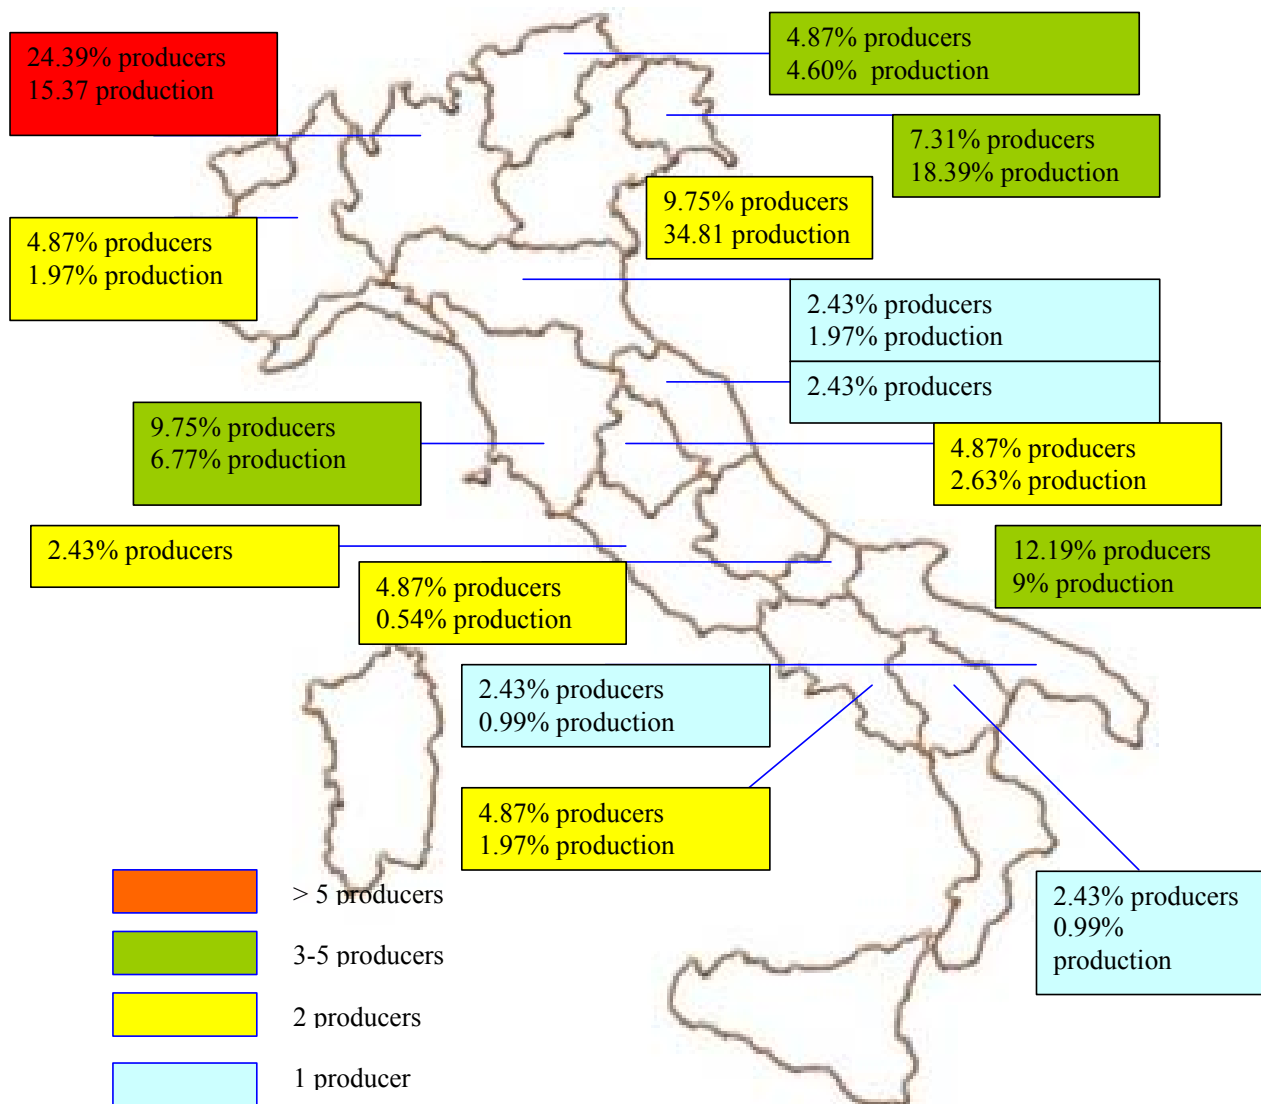 24.39% producers
15.37 production
4.87% producers
4.60% production
7.31% producers
18.39% production
9.75% producers
34.81 production
4.87% producers
1.97% production
2.43% producers
1.97% production
2.43% producers
9.75% producers
6.77% production
4.87% producers
2.63% production
2.43% producers
12.19% producers
9% production
4.87% producers
0.54% production
2.43% producers
0.99% production
4.87% producers
1.97% production
2.43% producers
0.99%
production
> 5 producers
3-5 producers
2 producers
1 producer